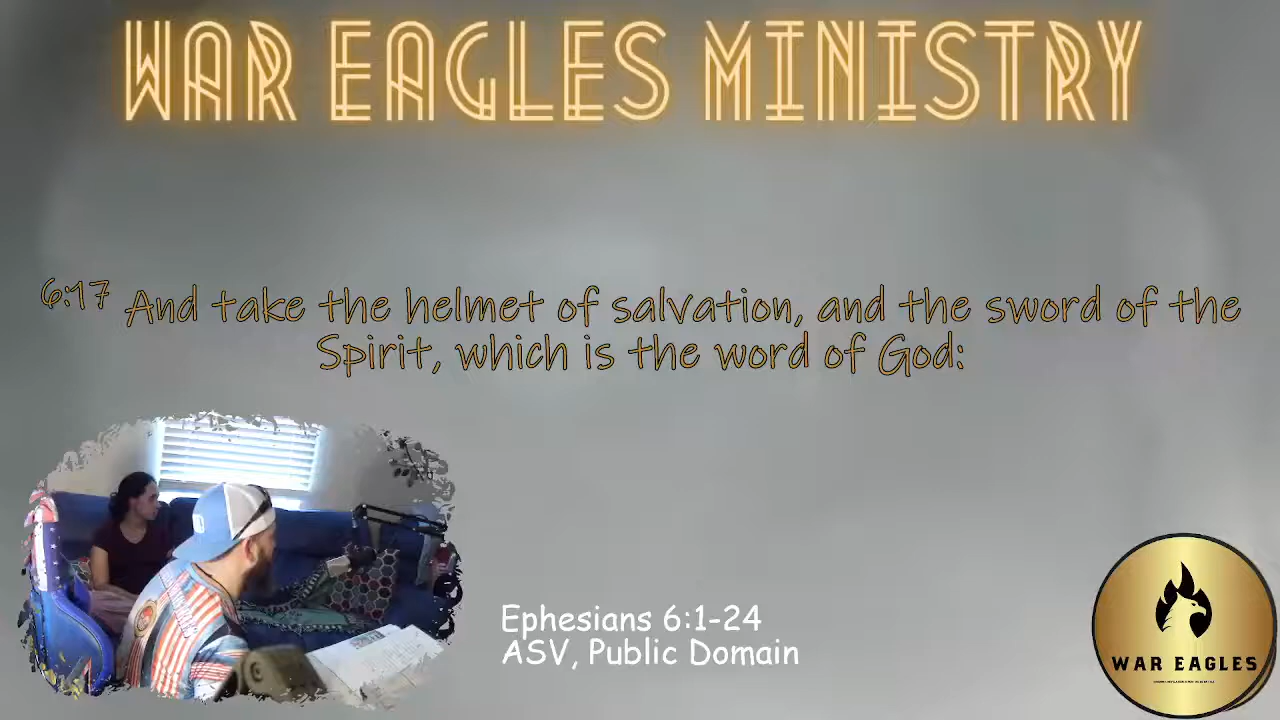 WAR EAGLES MINISTRY
6:17 And take the helmet of salvation, and the sword of the
Spirit, which is the word of God:
Ephesians 6:1-24
ASV, Public Domain
WAR EAGLES